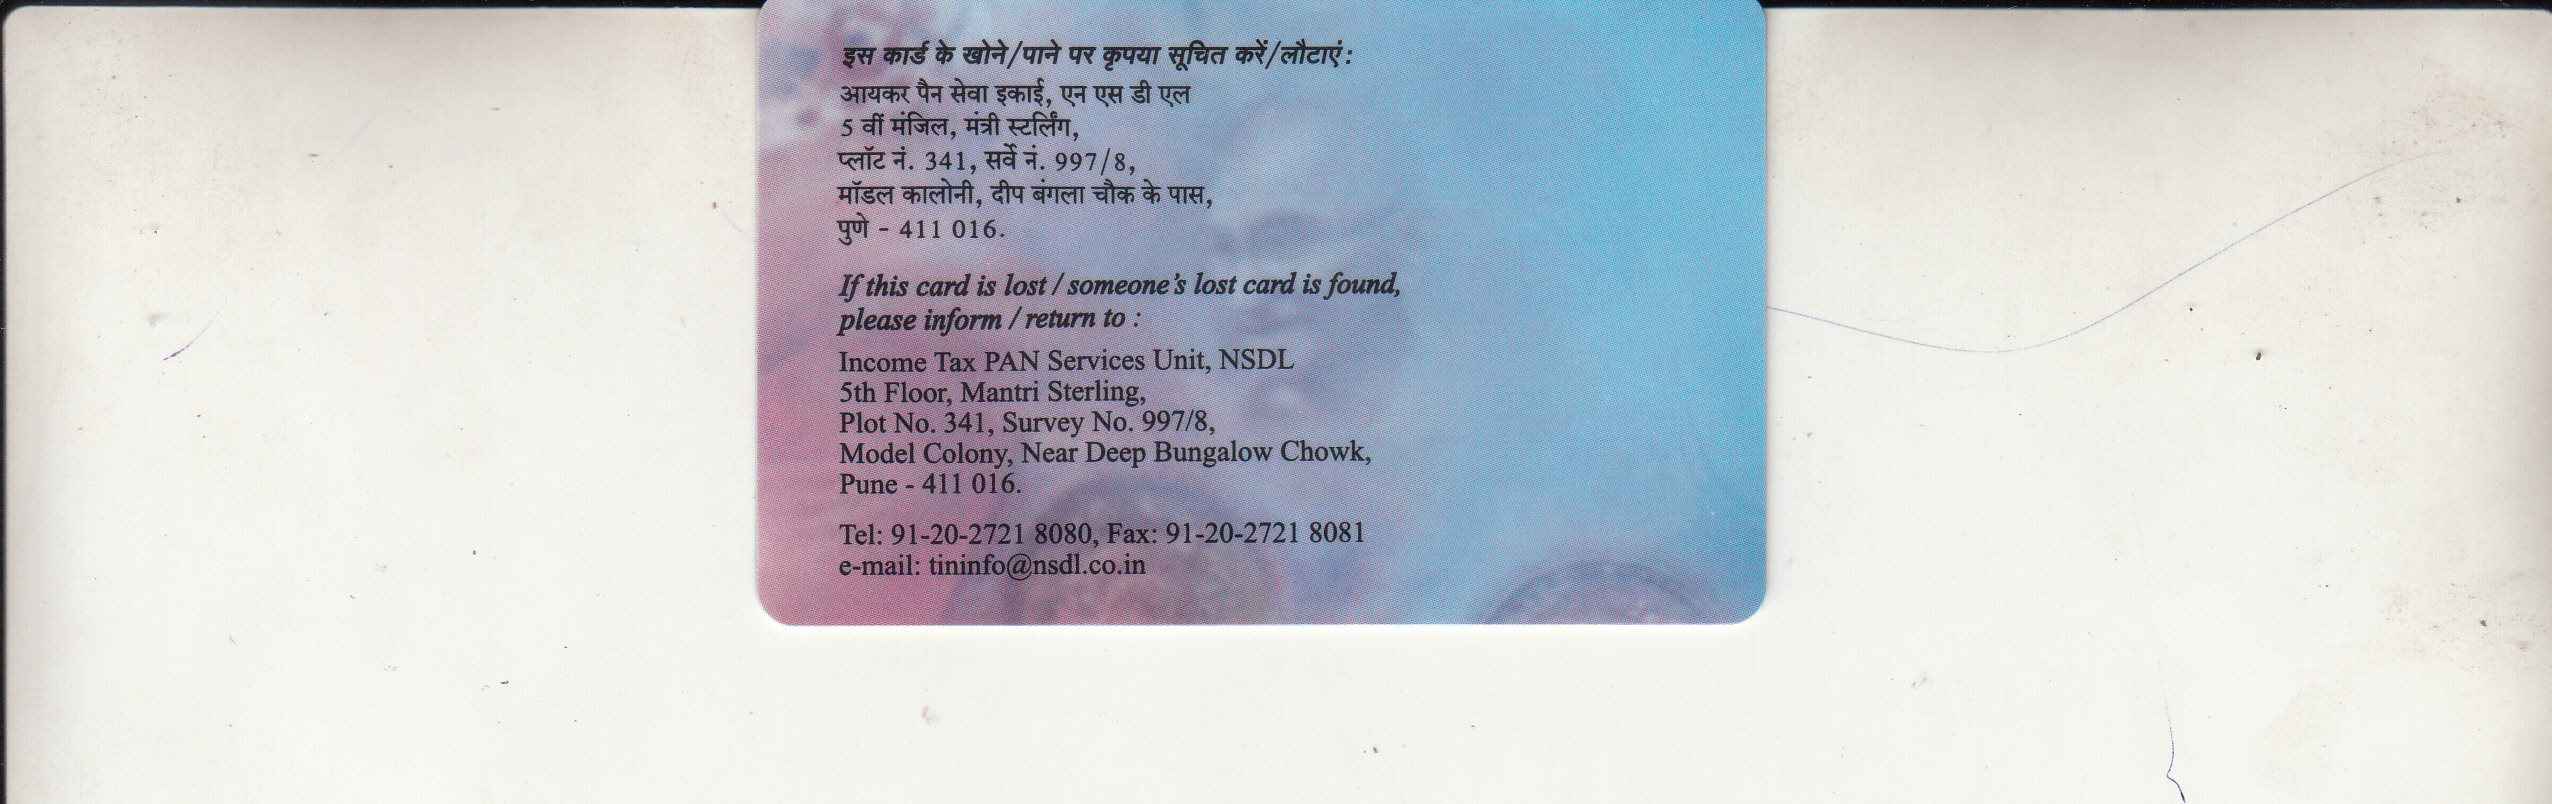 इस कार्ड के खोने/पाने पर कृपया सूचित करें/लौटाएं:
आयकर पैन सेवा इकाई, एन एस डी एल
5 वीं मंजिल, मंत्री स्टर्लिंग,
प्लॉट नं. 341, सर्वे नं. 997/8,
मॉडल कालोनी, दीप बंगला चौक के पास,
पुणे - 411 016.
If this card is lost / someone's lost card is found,
please inform / return to :
Income Tax PAN Services Unit, NSDL
5th Floor, Mantri Sterling,
Plot No. 341, Survey No. 997/8,
Model Colony, Near Deep Bungalow Chowk,
Pune - 411 016.
Tel: 91-20-2721 8080, Fax: 91-20-2721 8081
e-mail: tininfo@nsdl.co.in